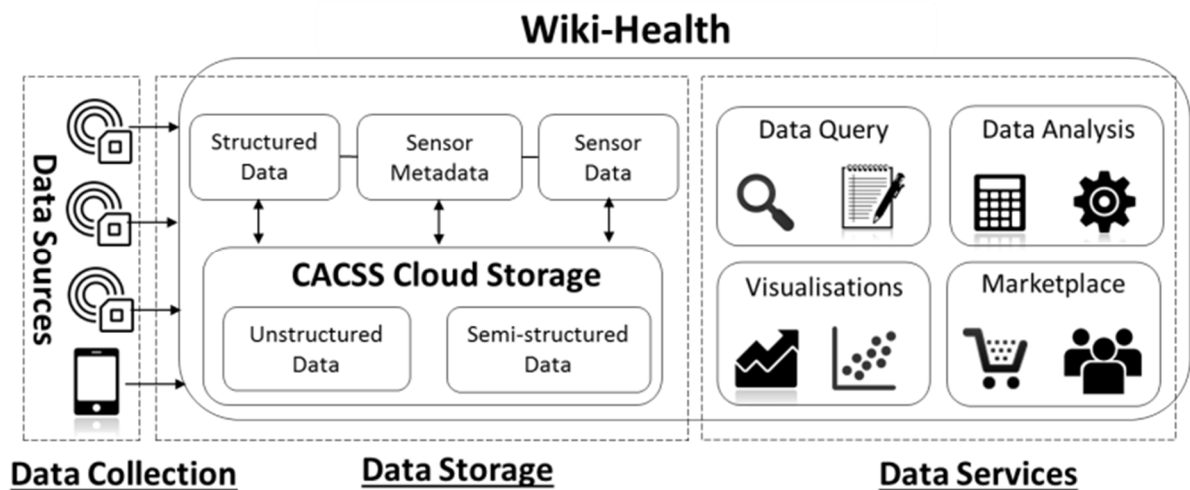 Wiki-Health
Data Sources
Structured
Data
Sensor
Metadata
Sensor
Data
CACSS Cloud Storage
Unstructured
Data
Semi-structured
Data
Data Query
Data Analysis
Visualisations
Marketplace
Data Collection
Data Storage
Data Services